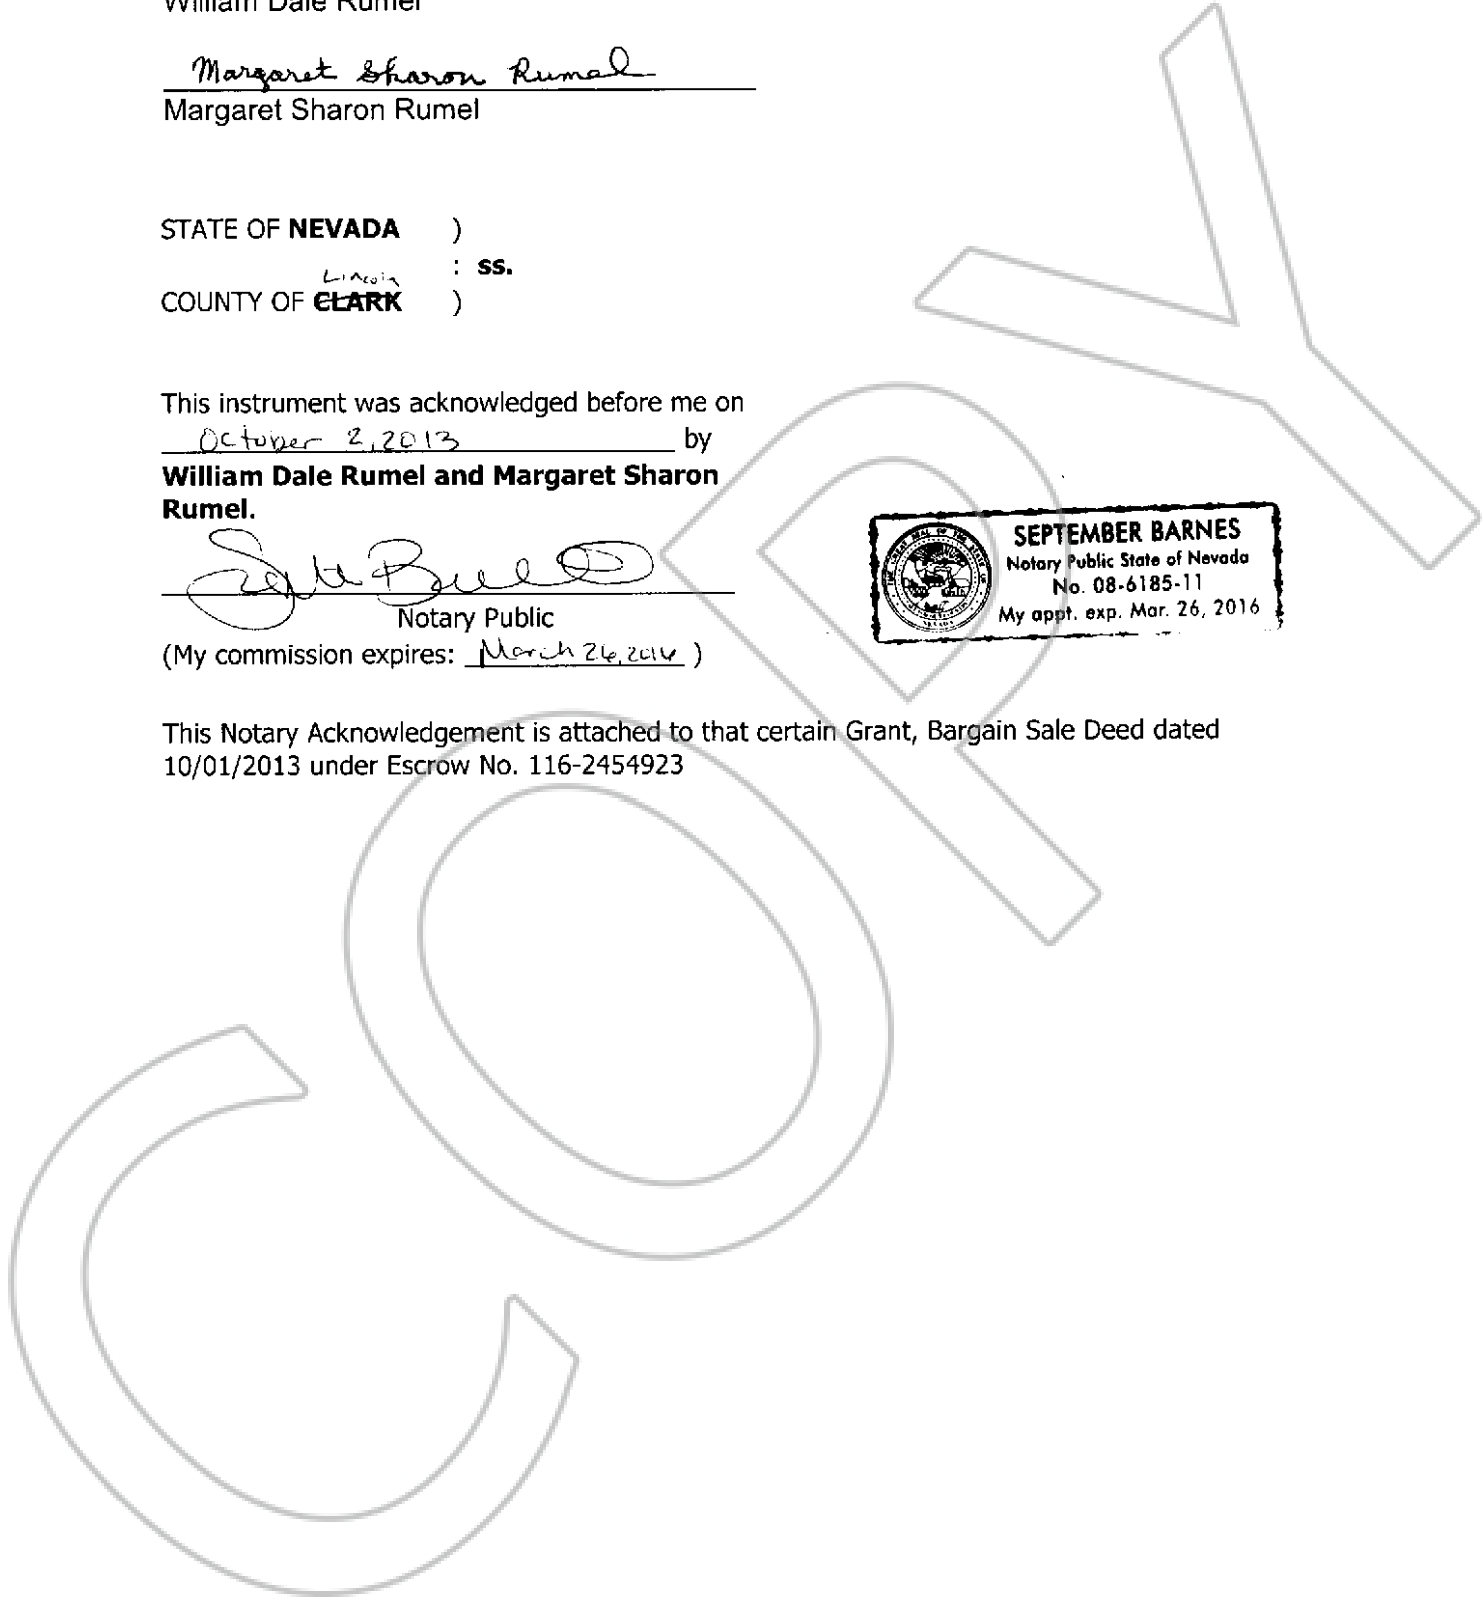 William Dale Rumel
Margaret Sharon Rumel
Margaret Sharon Rumel
STATE OF NEVADA )
: ss.
Lincoln
COUNTY OF CLARK )
This instrument was acknowledged before me on
October 2, 2013 by
William Dale Rumel and Margaret Sharon
Rumel.
Notary Public
(My commission expires: March 26, 2016 )
SEPTEMBER BARNES
Notary Public State of Nevada
No. 08-6185-11
My appt. exp. Mar. 26, 2016
This Notary Acknowledgement is attached to that certain Grant, Bargain Sale Deed dated
10/01/2013 under Escrow No. 116-2454923
COPY